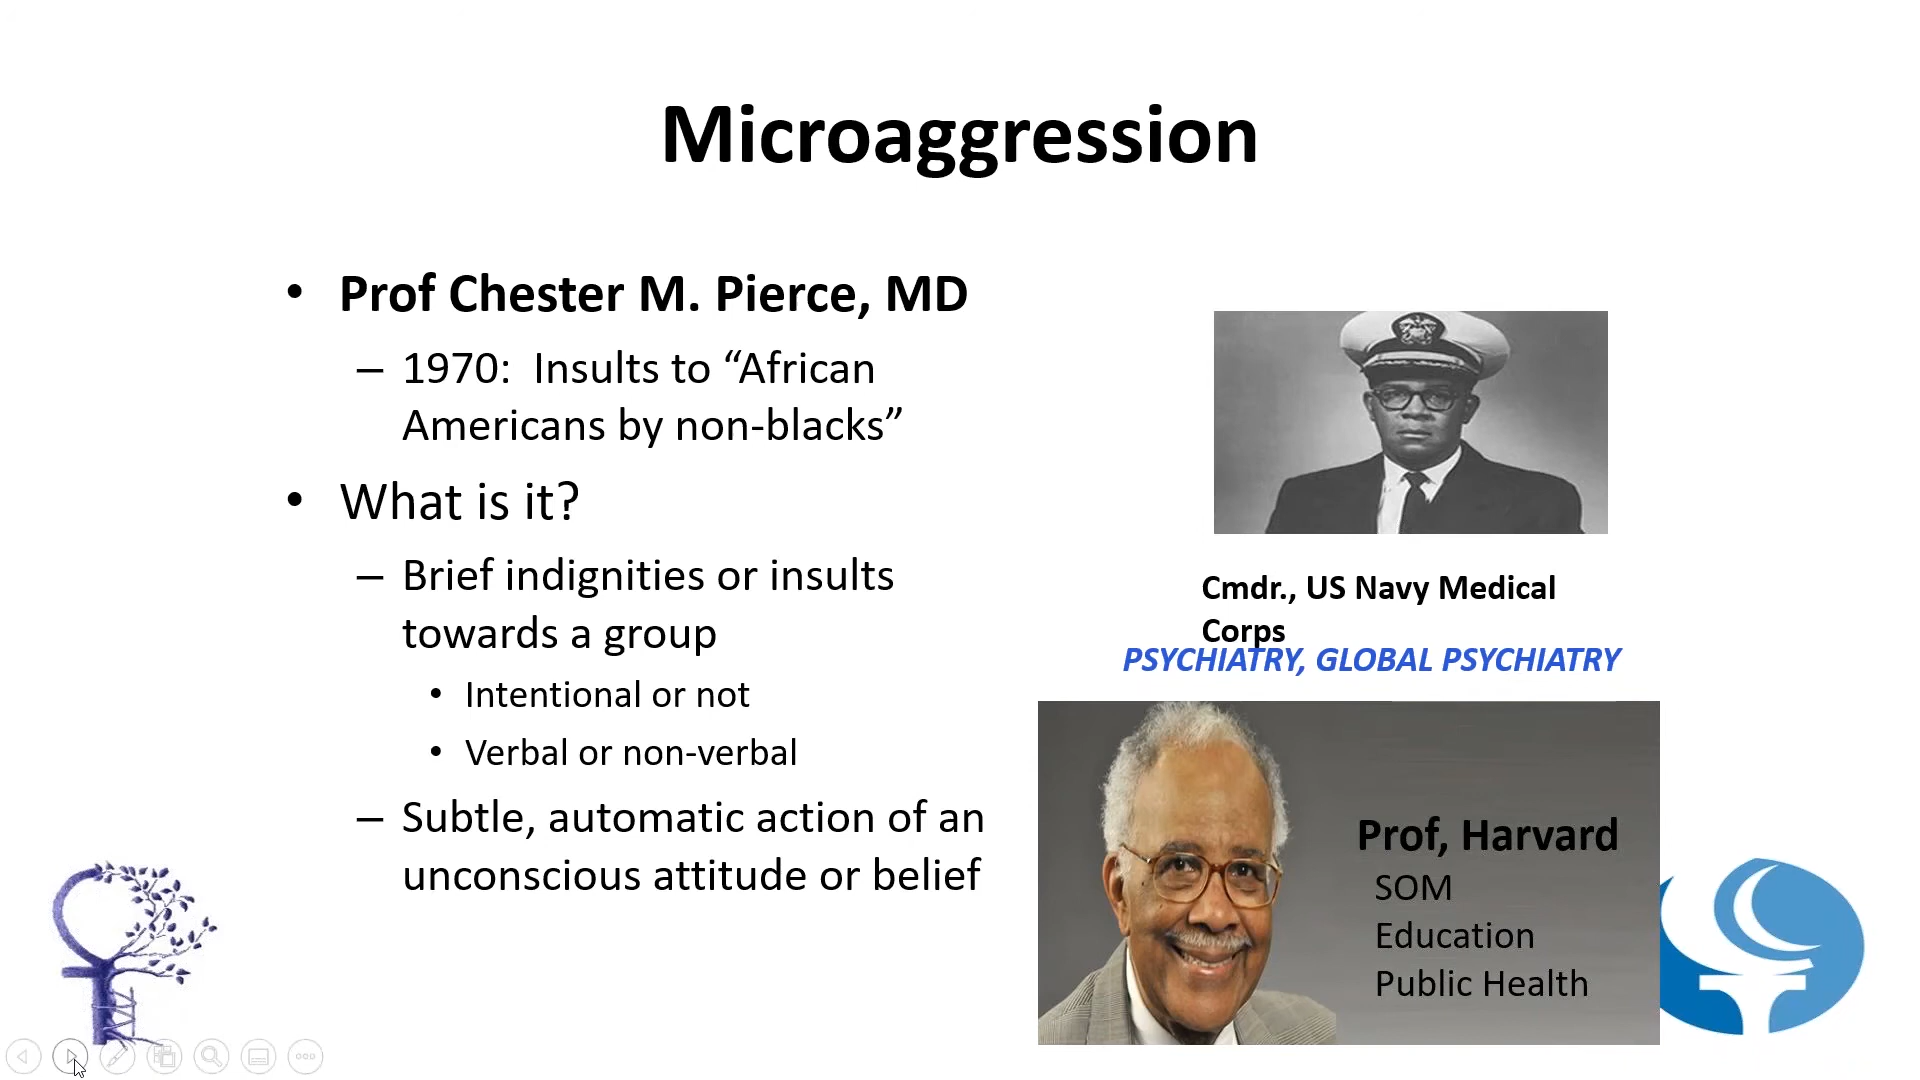 Microaggression
• Prof Chester M. Pierce, MD
– 1970:  Insults to “African
Americans by non-blacks”
• What is it?
– Brief indignities or insults
towards a group
• Intentional or not
• Verbal or non-verbal
– Subtle, automatic action of an
unconscious attitude or belief
Cmdr., US Navy Medical
Corps
PSYCHIATRY, GLOBAL PSYCHIATRY
Prof, Harvard
SOM
Education
Public Health